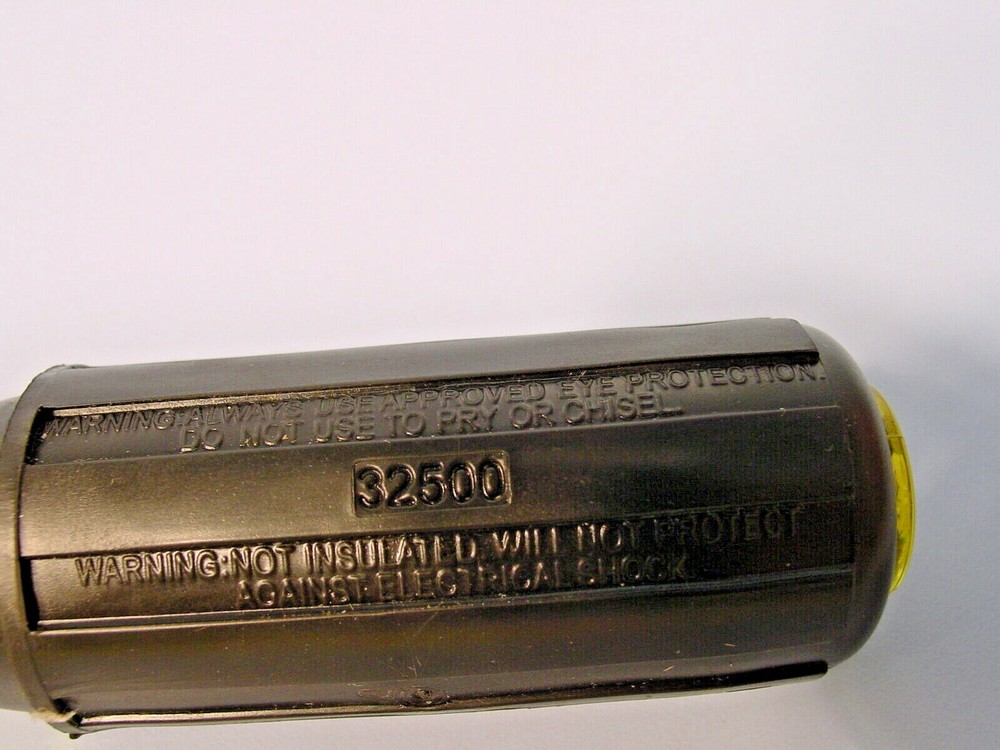 WARNING:ALWAYS USE APPROVED EYE PROTECTION.
DO NOT USE TO PRY OR CHISEL.
32500
WARNING:NOT INSULATED. WILL NOT PROTECT
AGAINST ELECTRICAL SHOCK